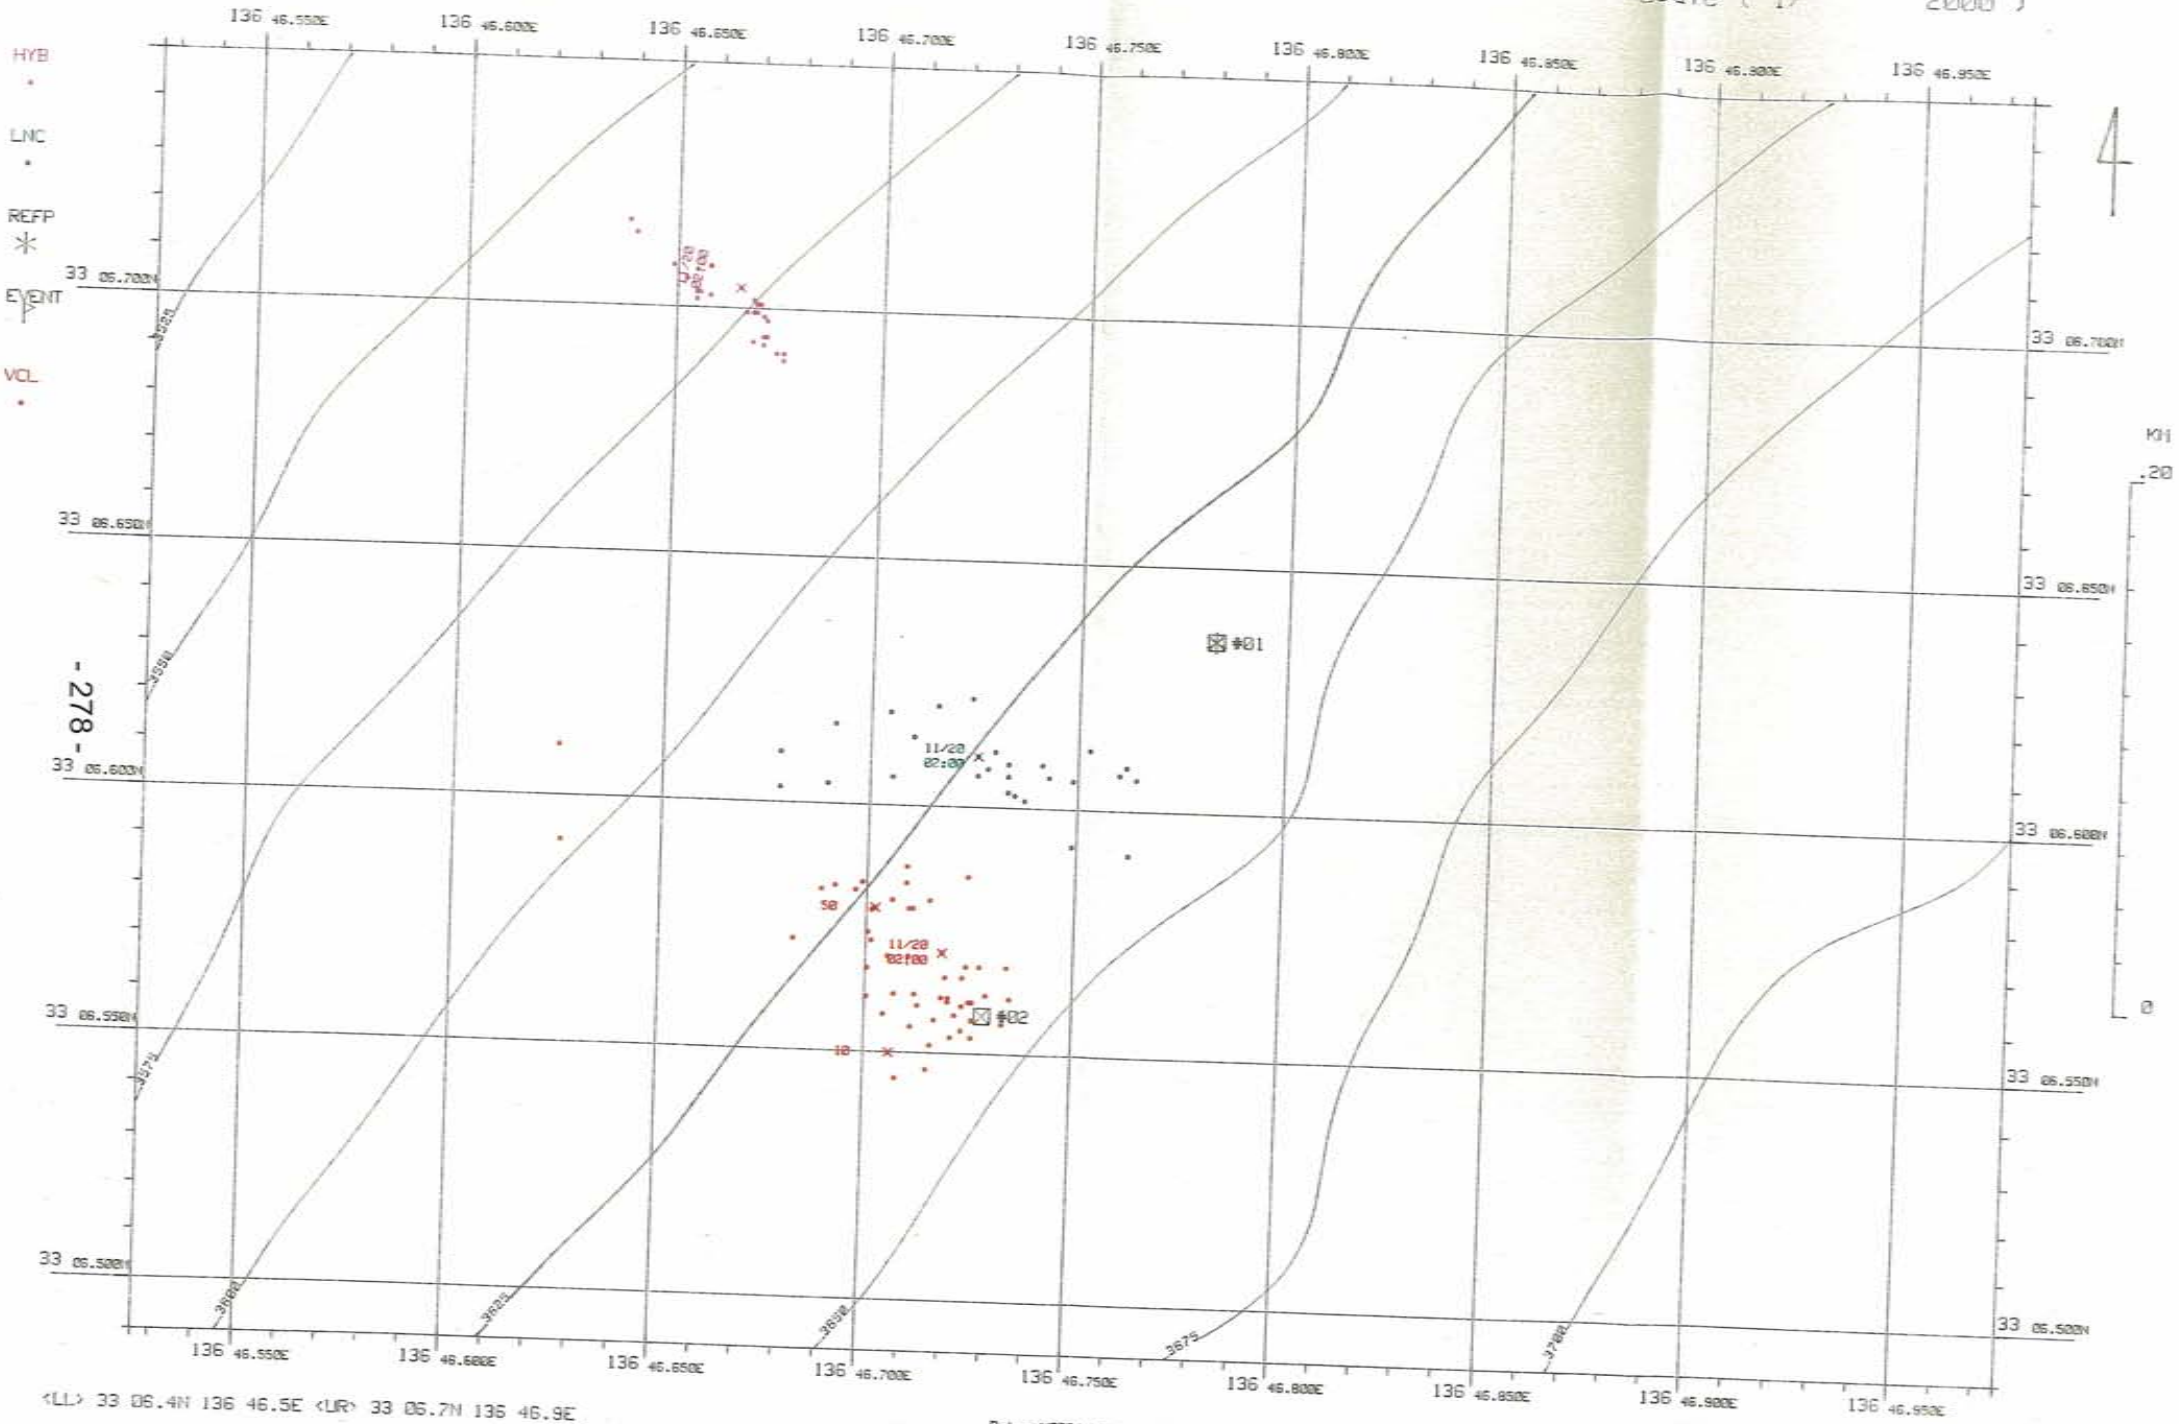 2000 )
136 46.550E
136 46.600E
136 46.650E
136 46.700E
136 46.750E
136 46.800E
136 46.850E
136 46.900E
136 46.950E
HYB
LNC
REFP
EVENT
VCL
33 06.700N
33 06.650N
33 06.600N
33 06.550N
33 06.500N
33 06.700N
33 06.650N
33 06.600N
33 06.550N
33 06.500N
KM
.20
0
- 278 -
3525
3550
3575
3600
3625
3650
3675
3700
02:00
#01
11/20
02:00
50
11/20
02:00
#02
10
136 46.550E
136 46.600E
136 46.650E
136 46.700E
136 46.750E
136 46.800E
136 46.850E
136 46.900E
136 46.950E
<LL> 33 06.4N 136 46.5E <UR> 33 06.7N 136 46.9E